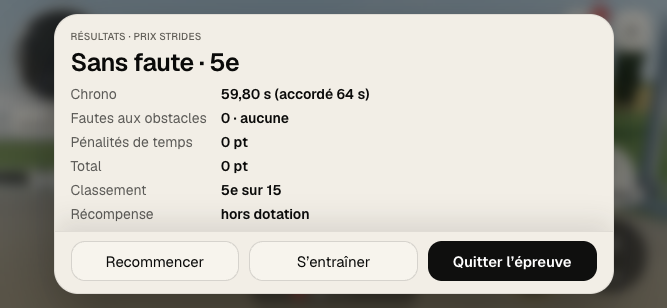 RÉSULTATS · PRIX STRIDES
Sans faute · 5e
Chrono 59,80 s (accordé 64 s)
Fautes aux obstacles 0 · aucune
Pénalités de temps 0 pt
Total 0 pt
Classement 5e sur 15
Récompense hors dotation
Recommencer S’entraîner Quitter l’épreuve